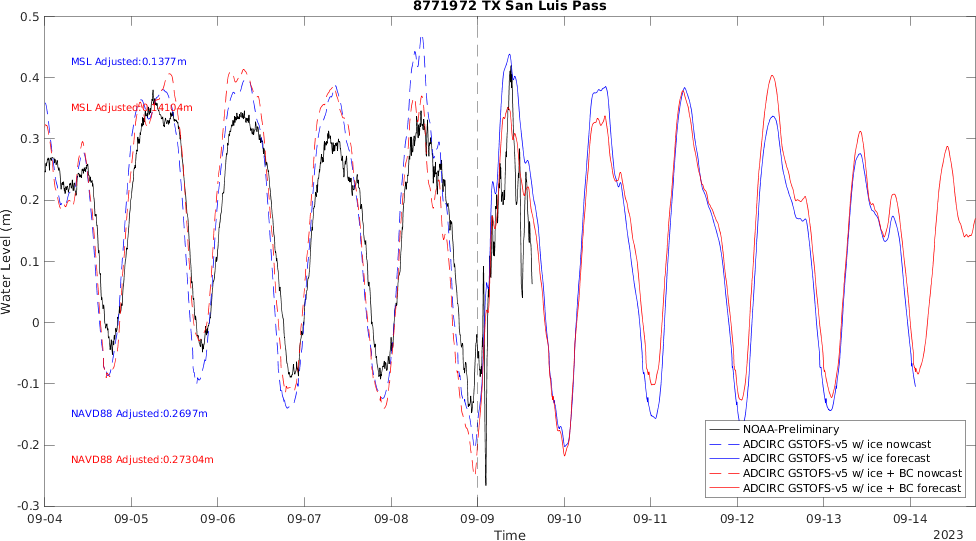 8771972 TX San Luis Pass
0.5
0.4
0.3
0.2
0.1
0
-0.1
-0.2
-0.3
Water Level (m)
MSL Adjusted:0.1377m
MSL Adjusted:0.14104m
NAVD88 Adjusted:0.2697m
NAVD88 Adjusted:0.27304m
NOAA-Preliminary
ADCIRC GSTOFS-v5 w/ ice nowcast
ADCIRC GSTOFS-v5 w/ ice forecast
ADCIRC GSTOFS-v5 w/ ice + BC nowcast
ADCIRC GSTOFS-v5 w/ ice + BC forecast
09-04 09-05 09-06 09-07 09-08 09-09 09-10 09-11 09-12 09-13 09-14
Time
2023